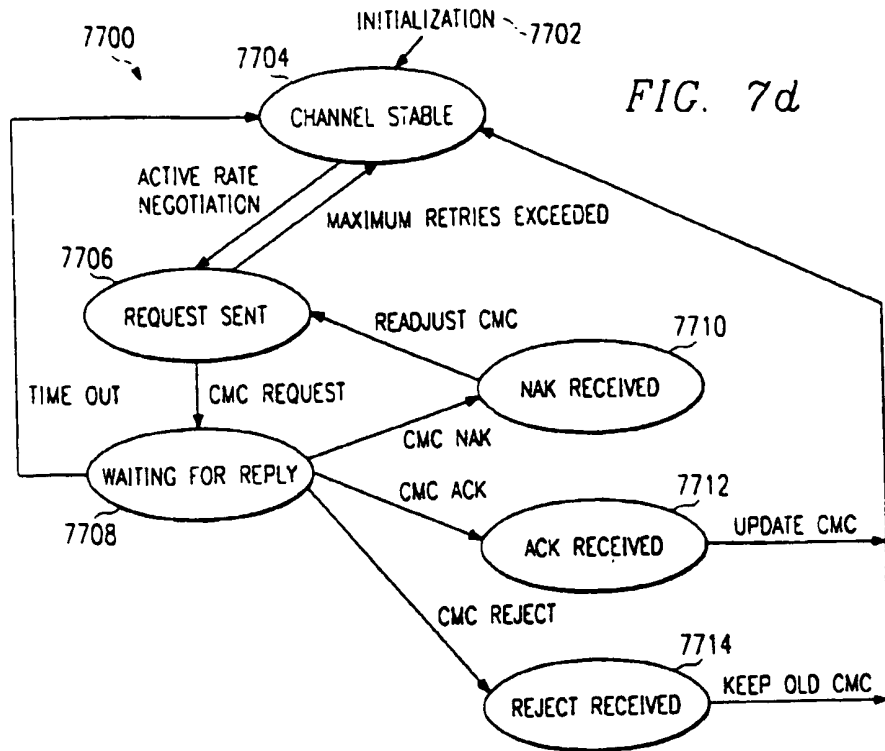 INITIALIZATION
7702
7700
7704
FIG. 7d
CHANNEL STABLE
ACTIVE RATE
NEGOTIATION
MAXIMUM RETRIES EXCEEDED
7706
REQUEST SENT
READJUST CMC
7710
NAK RECEIVED
TIME OUT
CMC REQUEST
CMC NAK
WAITING FOR REPLY
7708
CMC ACK
7712
ACK RECEIVED
UPDATE CMC
CMC REJECT
7714
REJECT RECEIVED
KEEP OLD CMC